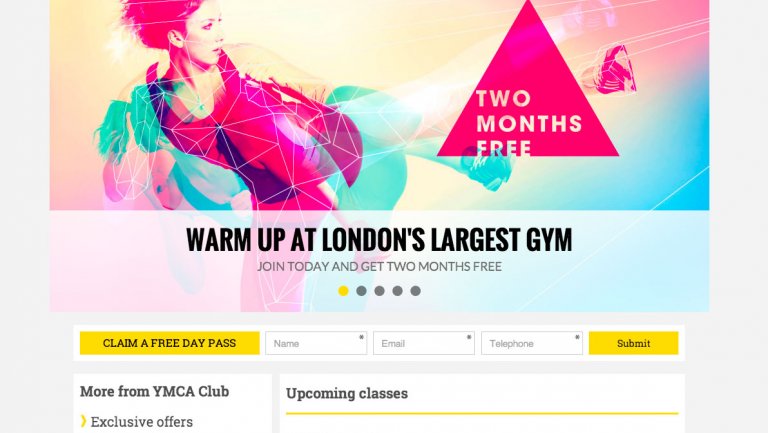 TWO
MONTHS
FREE
WARM UP AT LONDON'S LARGEST GYM
JOIN TODAY AND GET TWO MONTHS FREE
CLAIM A FREE DAY PASS
Name *
Email *
Telephone *
Submit
More from YMCA Club
Upcoming classes
❯ Exclusive offers